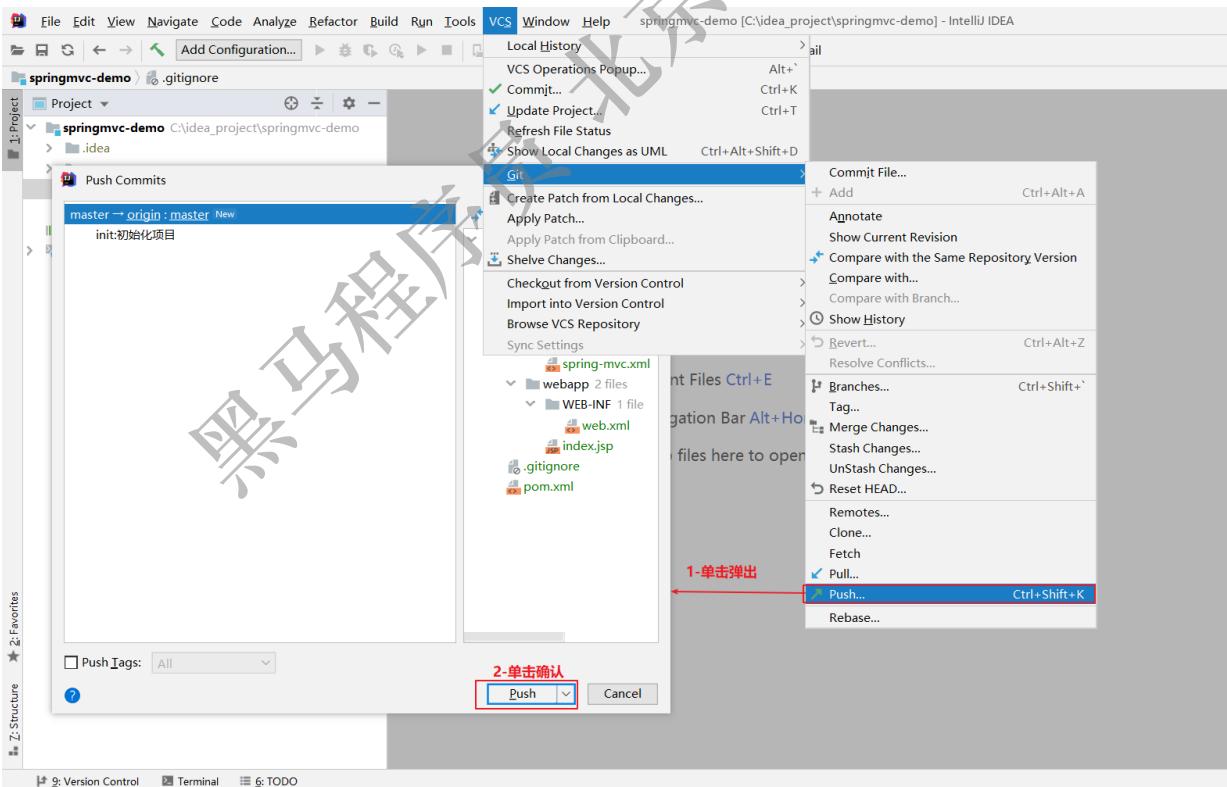 File Edit View Navigate Code Analyze Refactor Build Run Tools VCS Window Help springmvc-demo [C:\idea_project\springmvc-demo] - IntelliJ IDEA
Add Configuration...
springmvc-demo .gitignore
1: Project
Project
springmvc-demo C:\idea_project\springmvc-demo
.idea
Push Commits
master → origin : master New
init:初始化项目
Local History
VCS Operations Popup... Alt+`
Commit... Ctrl+K
Update Project... Ctrl+T
Refresh File Status
Show Local Changes as UML Ctrl+Alt+Shift+D
Git
Create Patch from Local Changes...
Apply Patch...
Apply Patch from Clipboard...
Shelve Changes...
Checkout from Version Control
Import into Version Control
Browse VCS Repository
Sync Settings
Commit File...
Add Ctrl+Alt+A
Annotate
Show Current Revision
Compare with the Same Repository Version
Compare with...
Compare with Branch...
Show History
Revert... Ctrl+Alt+Z
Resolve Conflicts...
Branches... Ctrl+Shift+`
Tag...
Merge Changes...
Stash Changes...
UnStash Changes...
Reset HEAD...
Remotes...
Clone...
Fetch
Pull...
Push... Ctrl+Shift+K
Rebase...
spring-mvc.xml
webapp 2 files
WEB-INF 1 file
web.xml
index.jsp
.gitignore
pom.xml
nt Files Ctrl+E
gation Bar Alt+Ho
files here to open
1-单击弹出
2-单击确认
Push Tags: All
Push Cancel
2: Favorites
7: Structure
9: Version Control Terminal 6: TODO
黑马程序员 北京